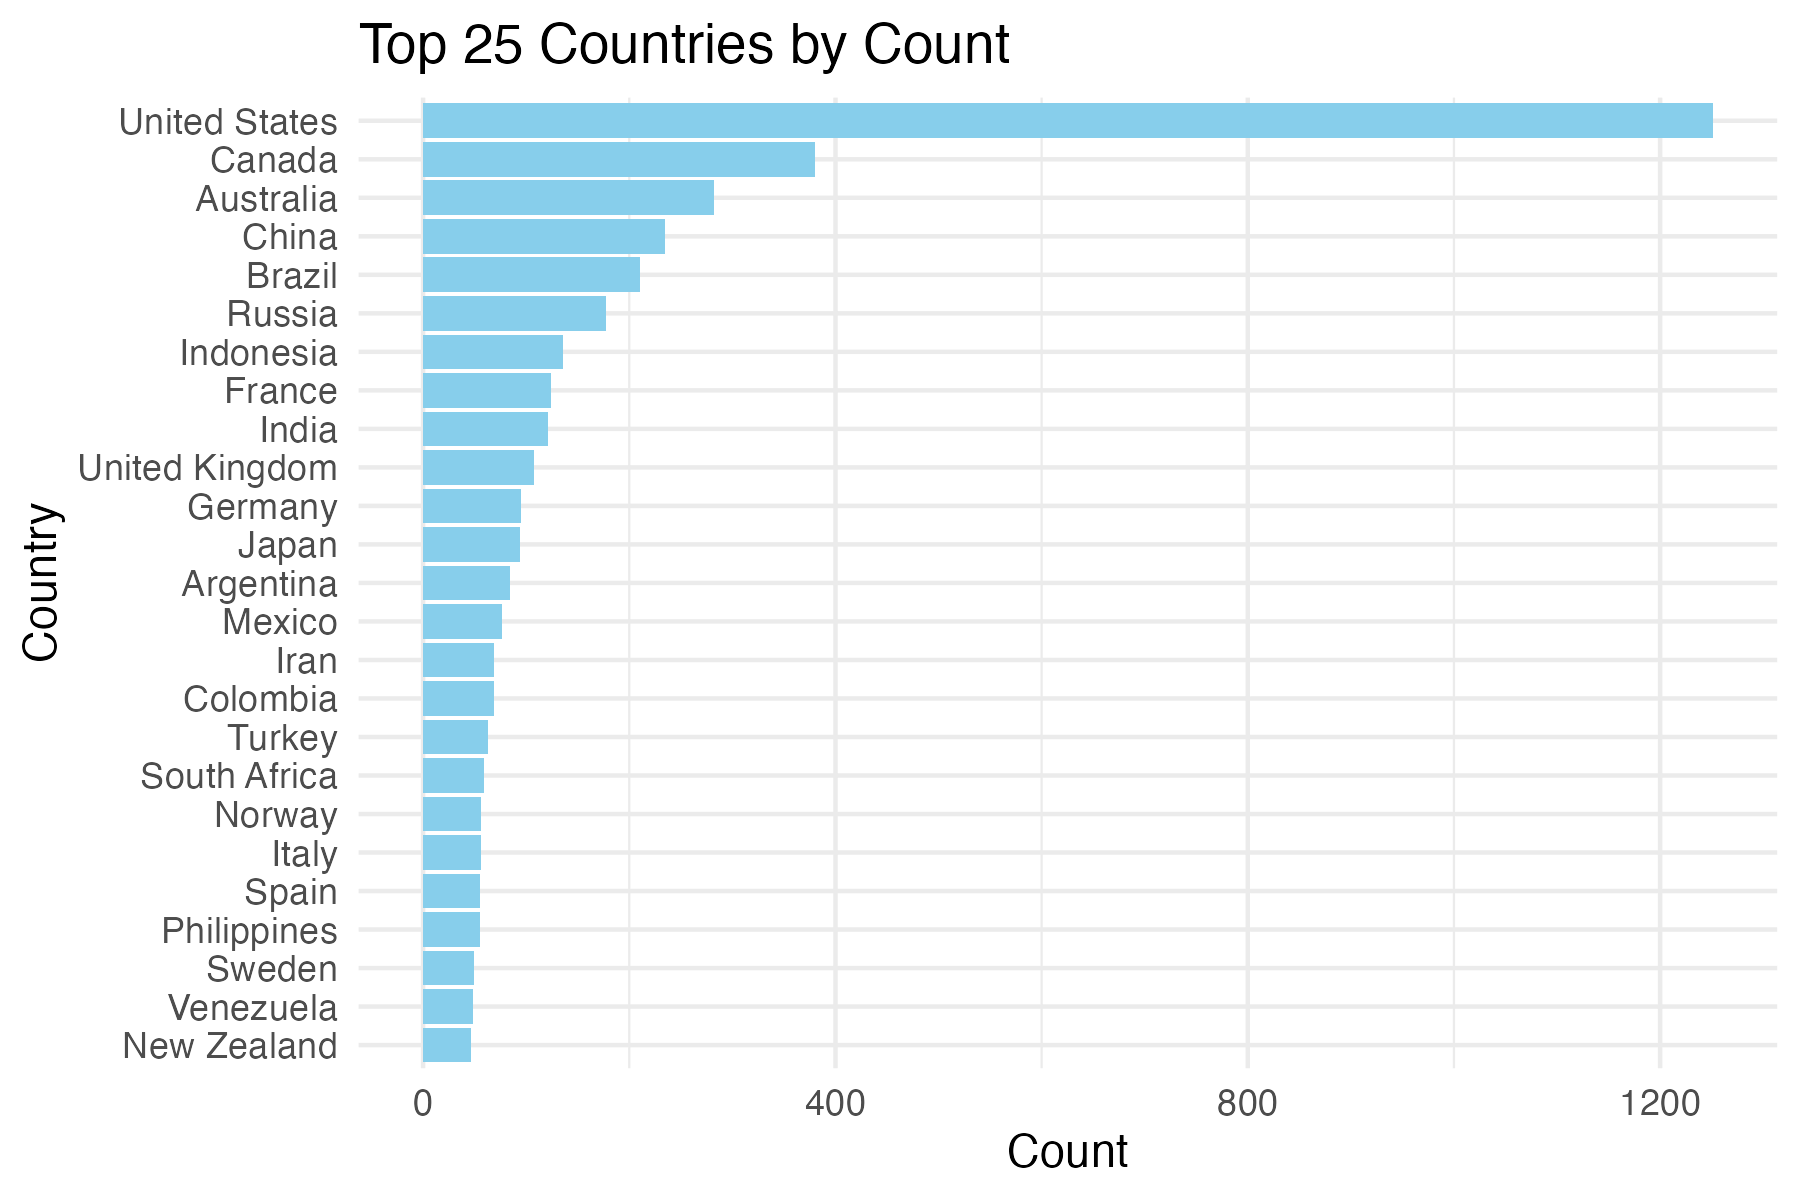 Top 25 Countries by Count
United States
Canada
Australia
China
Brazil
Russia
Indonesia
France
India
United Kingdom
Germany
Japan
Argentina
Mexico
Iran
Colombia
Turkey
South Africa
Norway
Italy
Spain
Philippines
Sweden
Venezuela
New Zealand
Country
0 400 800 1200
Count